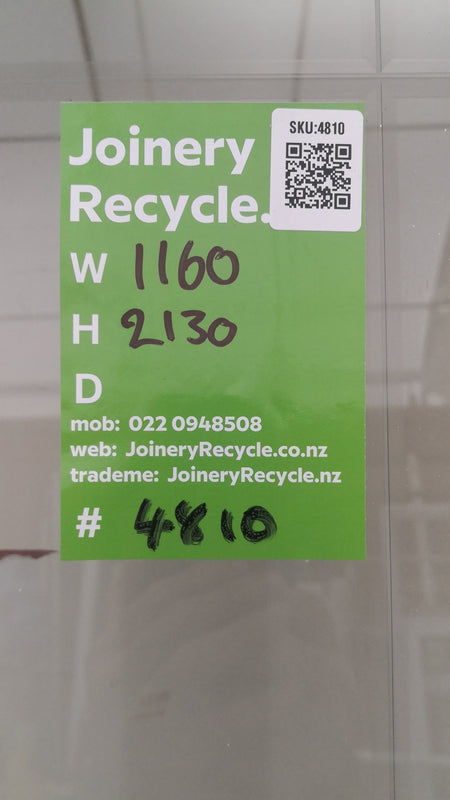 SKU:4810
Joinery
Recycle.
W 1160
H 2130
D
mob: 022 0948508
web: JoineryRecycle.co.nz
trademe: JoineryRecycle.nz
# 4810